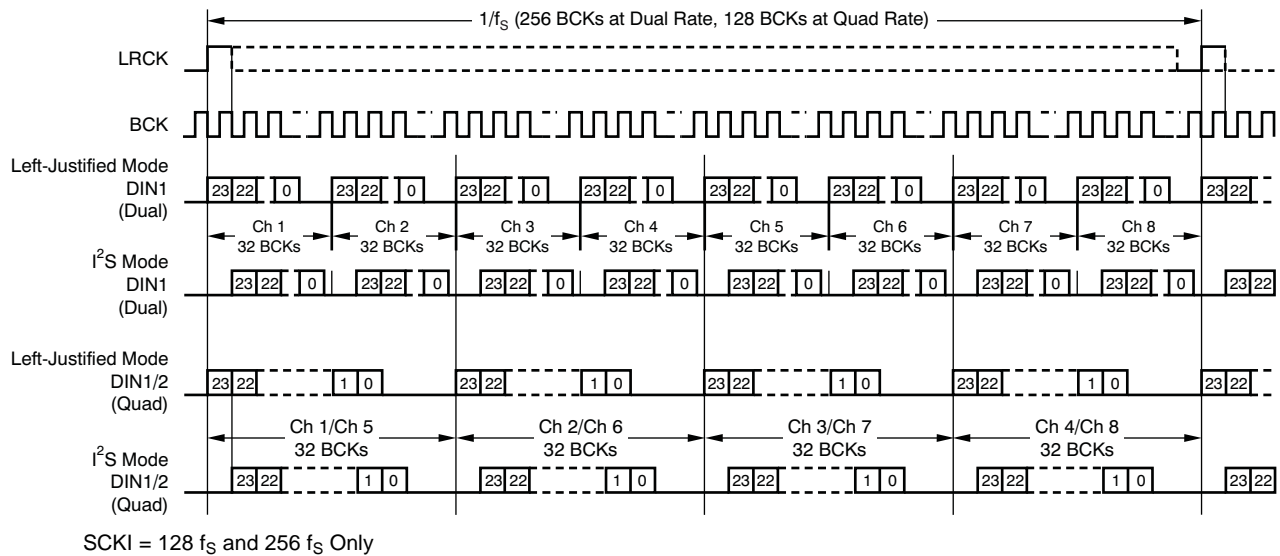 1/fS (256 BCKs at Dual Rate, 128 BCKs at Quad Rate)
LRCK
BCK
Left-Justified Mode
DIN1
(Dual)
23 22 0 23 22 0 23 22 0 23 22 0 23 22 0 23 22 0 23 22 0 23 22 0 23 22
Ch 1 Ch 2 Ch 3 Ch 4 Ch 5 Ch 6 Ch 7 Ch 8
32 BCKs 32 BCKs 32 BCKs 32 BCKs 32 BCKs 32 BCKs 32 BCKs 32 BCKs
I²S Mode
DIN1
(Dual)
23 22 0 23 22 0 23 22 0 23 22 0 23 22 0 23 22 0 23 22 0 23 22 0 23 22
Left-Justified Mode
DIN1/2
(Quad)
23 22 1 0 23 22 1 0 23 22 1 0 23 22 1 0 23 22
Ch 1/Ch 5 Ch 2/Ch 6 Ch 3/Ch 7 Ch 4/Ch 8
32 BCKs 32 BCKs 32 BCKs 32 BCKs
I²S Mode
DIN1/2
(Quad)
23 22 1 0 23 22 1 0 23 22 1 0 23 22 1 0 23 22
SCKI = 128 fS and 256 fS Only